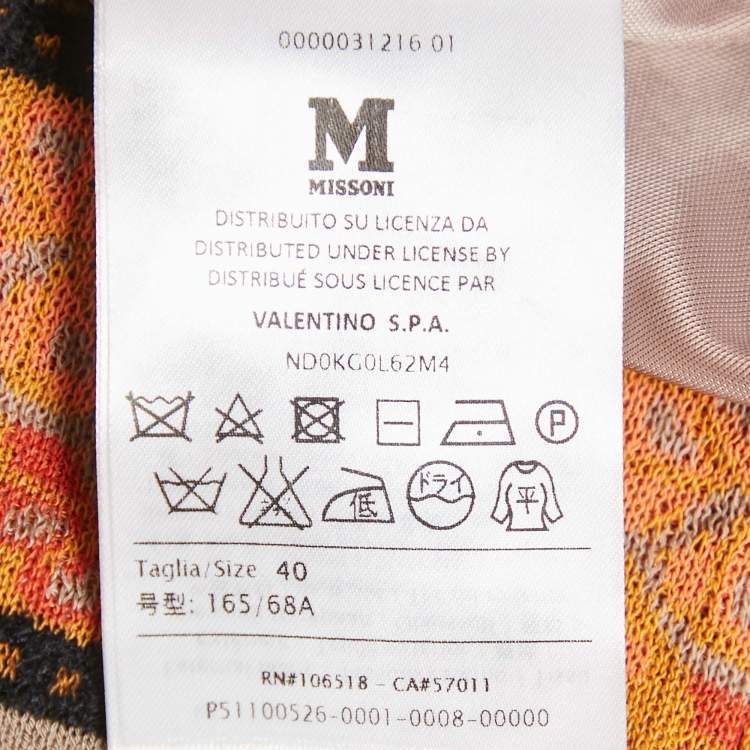 0000031216 01
M
MISSONI
DISTRIBUITO SU LICENZA DA
DISTRIBUTED UNDER LICENSE BY
DISTRIBUÉ SOUS LICENCE PAR
VALENTINO S.P.A.
ND0KG0L62M4
P
低 ドライ 平
Taglia/Size 40
号型: 165/68A
RN#106518 - CA#57011
P51100526-0001-0008-00000